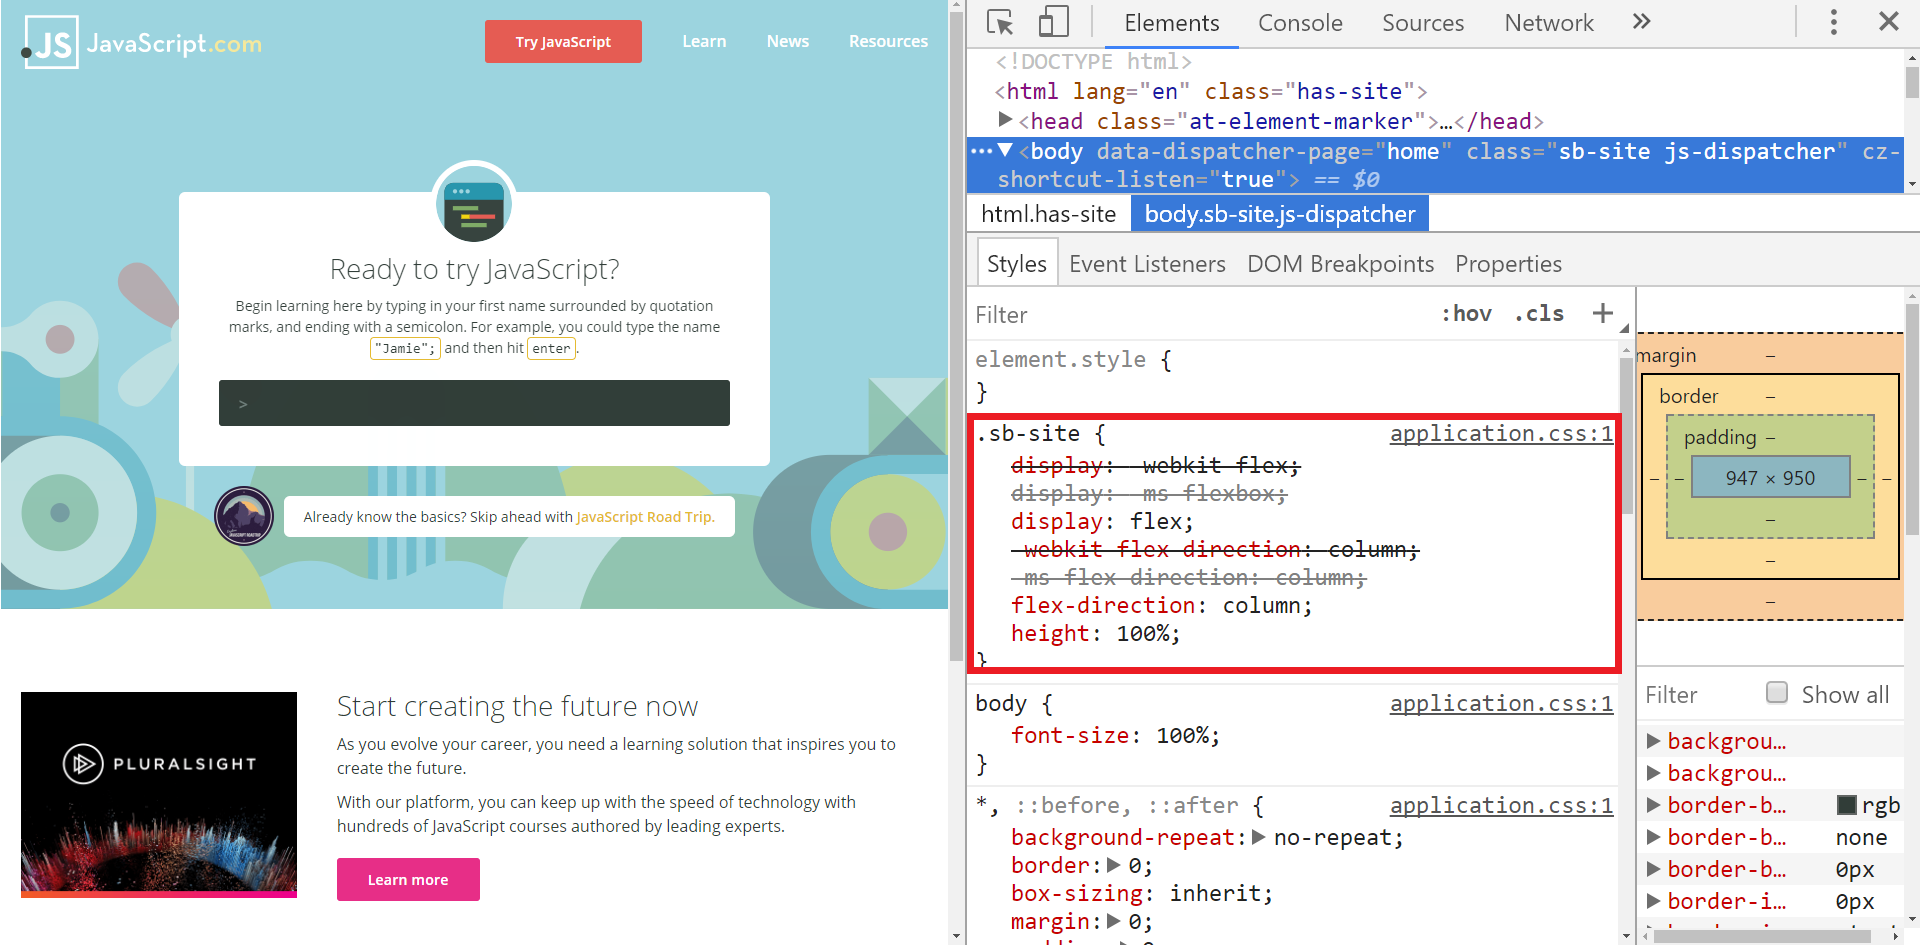 JS JavaScript.com
Try JavaScript
Learn
News
Resources
Ready to try JavaScript?
Begin learning here by typing in your first name surrounded by quotation
marks, and ending with a semicolon. For example, you could type the name
"Jamie"; and then hit enter.
>
Already know the basics? Skip ahead with JavaScript Road Trip.
PLURALSIGHT
Start creating the future now
As you evolve your career, you need a learning solution that inspires you to
create the future.
With our platform, you can keep up with the speed of technology with
hundreds of JavaScript courses authored by leading experts.
Learn more
Elements Console Sources Network »
<!DOCTYPE html>
<html lang="en" class="has-site">
▶<head class="at-element-marker">…</head>
…▼<body data-dispatcher-page="home" class="sb-site js-dispatcher" cz-
shortcut-listen="true"> == $0
html.has-site body.sb-site.js-dispatcher
Styles Event Listeners DOM Breakpoints Properties
Filter :hov .cls +
element.style {
}
.sb-site { application.css:1
display: -webkit-flex;
display: -ms-flexbox;
display: flex;
-webkit-flex-direction: column;
-ms-flex-direction: column;
flex-direction: column;
height: 100%;
}
body { application.css:1
font-size: 100%;
}
*, ::before, ::after { application.css:1
background-repeat:▶ no-repeat;
border:▶ 0;
box-sizing: inherit;
margin:▶ 0;
margin –
border –
padding –
– – 947 × 950 – –
–
–
–
Filter Show all
▶ backgrou…
▶ backgrou…
▶ border-b… rgb
▶ border-b… none
▶ border-b… 0px
▶ border-i… 0px